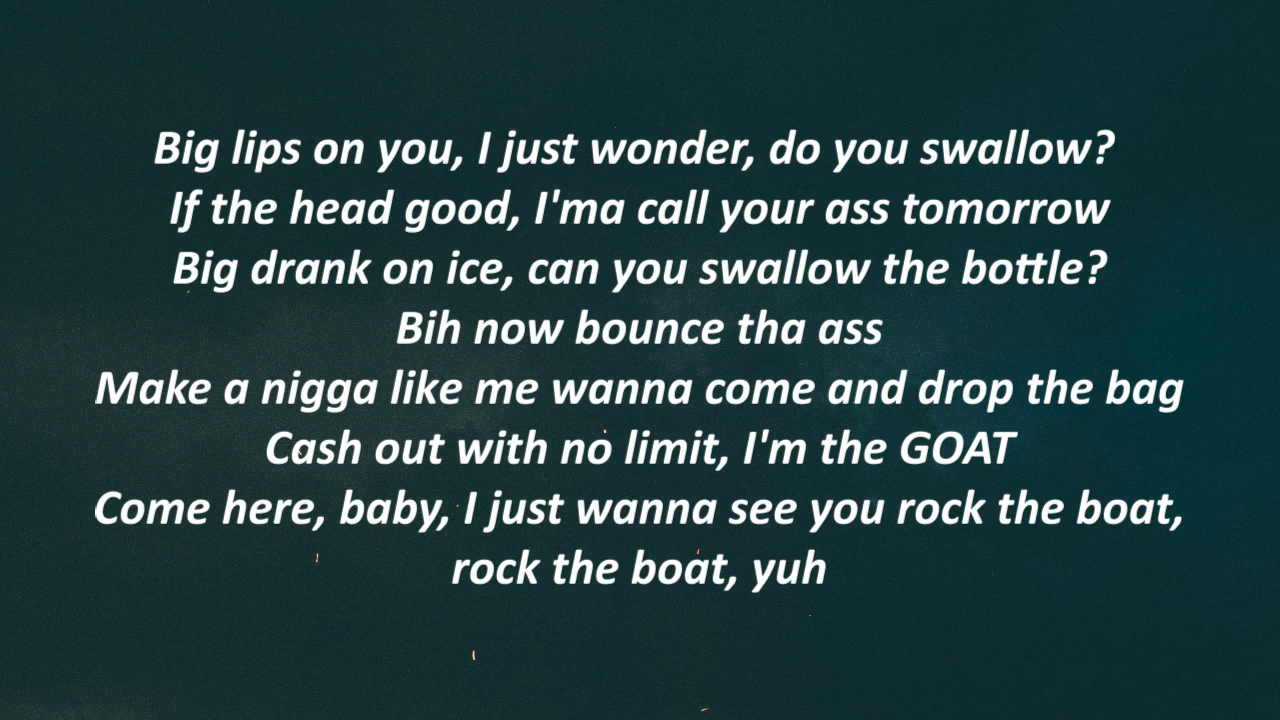 Big lips on you, I just wonder, do you swallow?
If the head good, I'ma call your ass tomorrow
Big drank on ice, can you swallow the bottle?
Bih now bounce tha ass
Make a nigga like me wanna come and drop the bag
Cash out with no limit, I'm the GOAT
Come here, baby, I just wanna see you rock the boat,
rock the boat, yuh